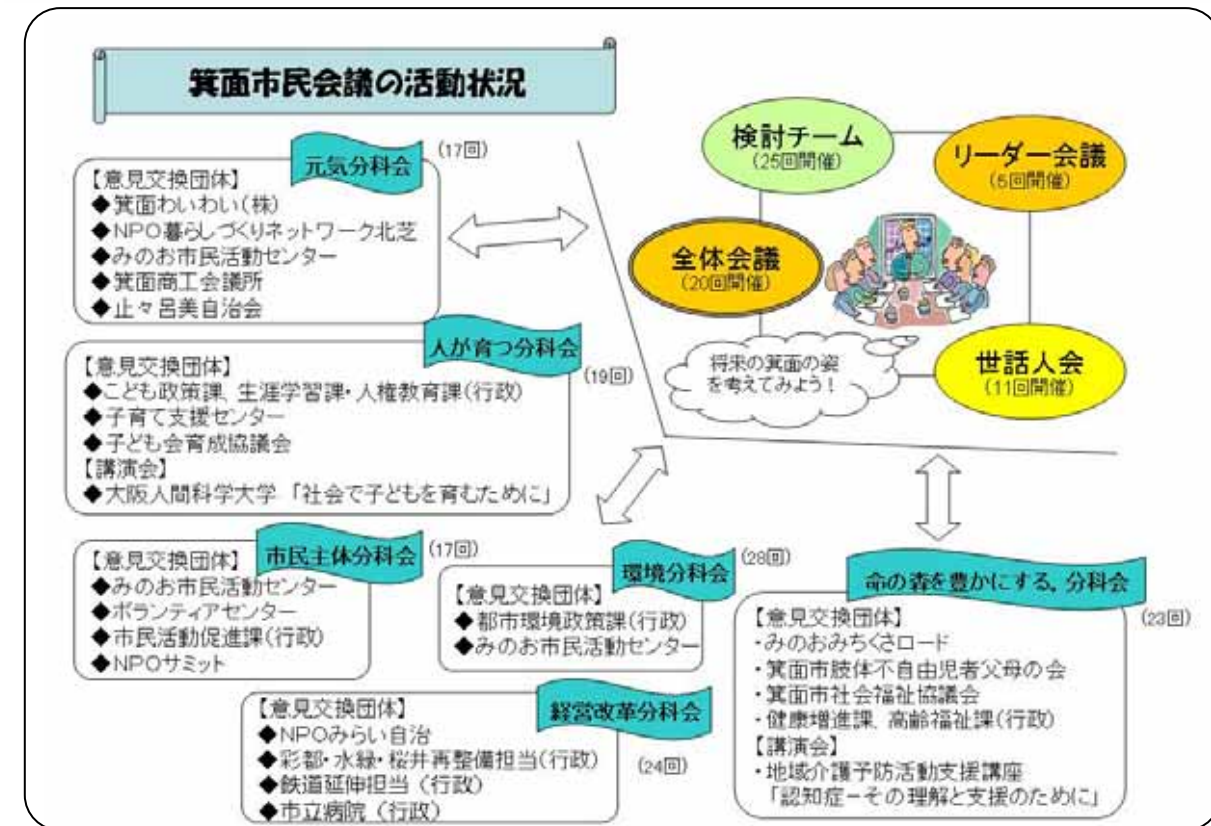 箕面市民会議の活動状況
元気分科会
(17回)
【意見交換団体】
◆箕面わいわい(株)
◆NPO暮らしづくりネットワーク北芝
◆みのお市民活動センター
◆箕面商工会議所
◆止々呂美自治会
人が育つ分科会
(19回)
【意見交換団体】
◆こども政策課、生涯学習課・人権教育課(行政)
◆子育て支援センター
◆子ども会育成協議会
【講演会】
◆大阪人間科学大学 「社会で子どもを育むために」
検討チーム
(25回開催)
リーダー会議
(5回開催)
全体会議
(20回開催)
世話人会
(11回開催)
将来の箕面の姿
を考えてみよう!
市民主体分科会
(17回)
【意見交換団体】
◆みのお市民活動センター
◆ボランティアセンター
◆市民活動促進課(行政)
◆NPOサミット
環境分科会
(28回)
【意見交換団体】
◆都市環境政策課(行政)
◆みのお市民活動センター
命の森を豊かにする。分科会
(23回)
【意見交換団体】
・みのおみちくさロード
・箕面市肢体不自由児者父母の会
・箕面市社会福祉協議会
・健康増進課、高齢福祉課(行政)
【講演会】
・地域介護予防活動支援講座
「認知症-その理解と支援のために」
経営改革分科会
(24回)
【意見交換団体】
◆NPOみらい自治
◆彩都・水緑・桜井再整備担当(行政)
◆鉄道延伸担当 (行政)
◆市立病院 (行政)